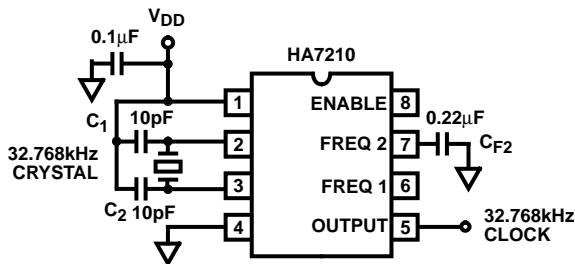 V_DD
0.1µF
HA7210
1 ENABLE 8
C1 10pF
0.22µF
2 FREQ 2 7
C_F2
32.768kHz
CRYSTAL
3 FREQ 1 6
C2 10pF
4 OUTPUT 5
32.768kHz
CLOCK